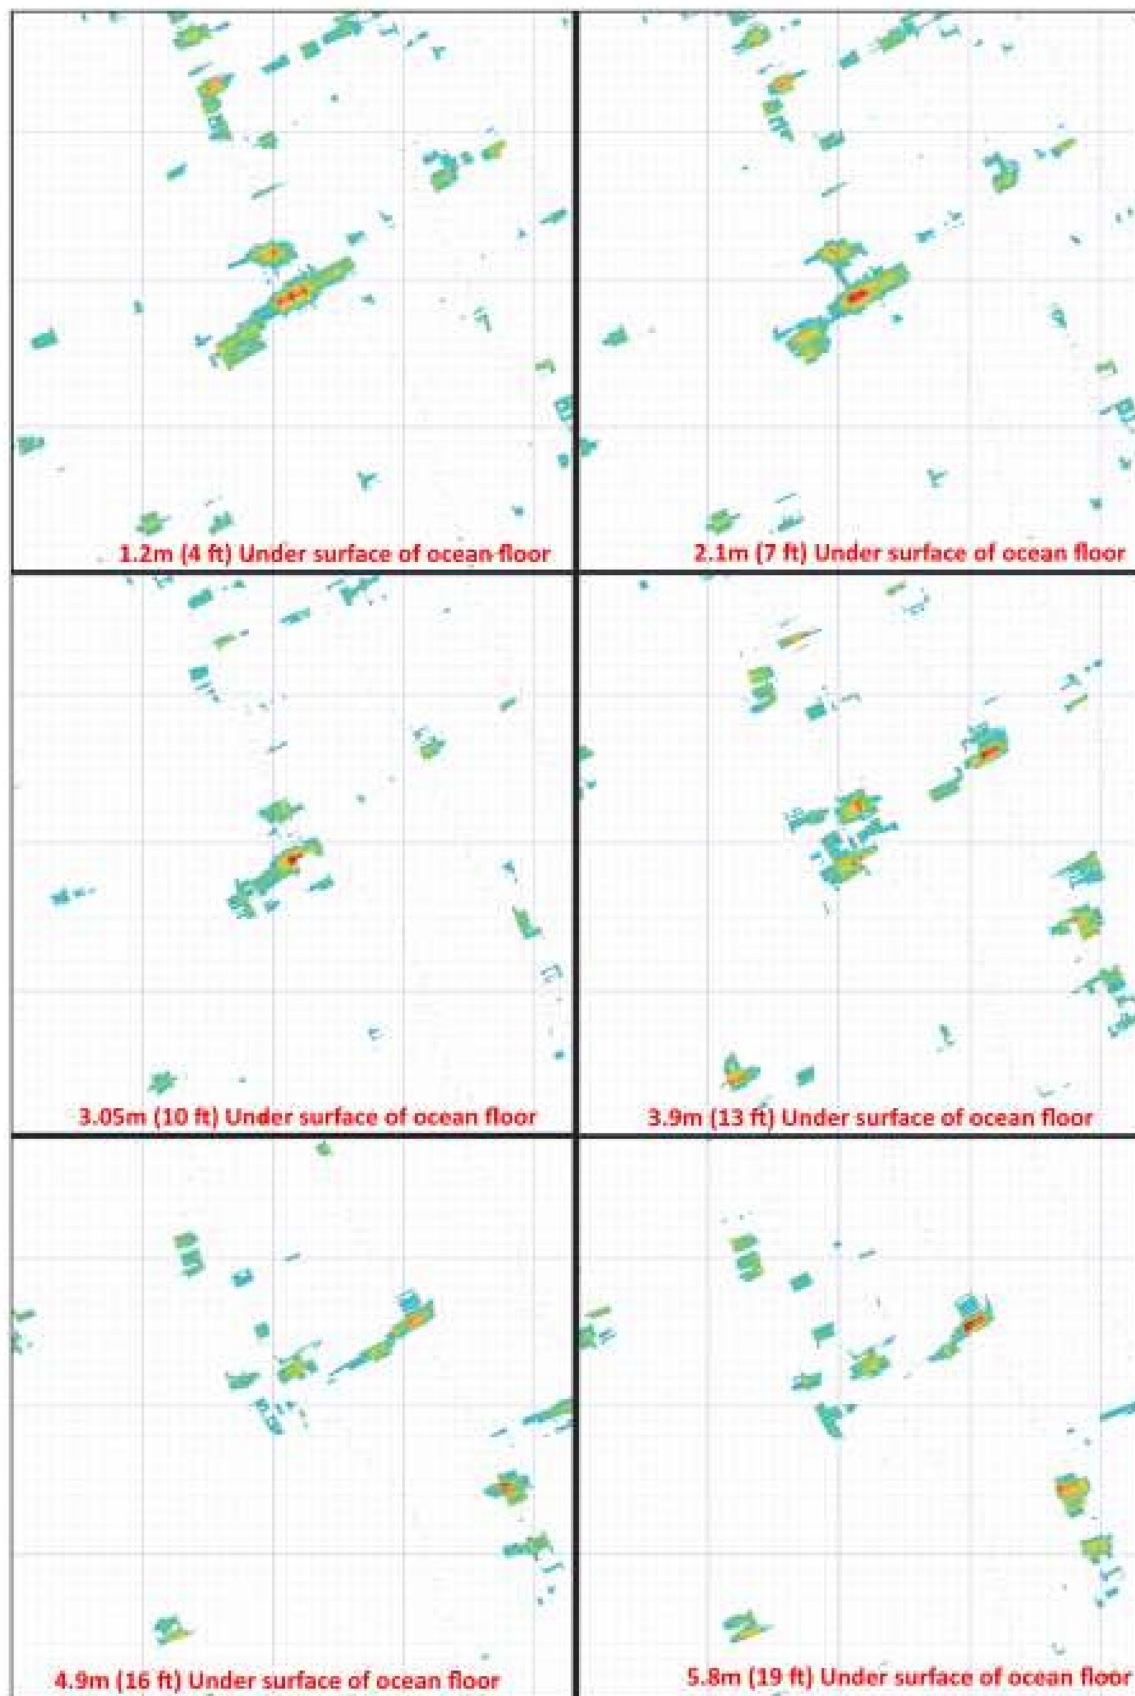 1.2m (4 ft) Under surface of ocean floor
2.1m (7 ft) Under surface of ocean floor
3.05m (10 ft) Under surface of ocean floor
3.9m (13 ft) Under surface of ocean floor
4.9m (16 ft) Under surface of ocean floor
5.8m (19 ft) Under surface of ocean floor